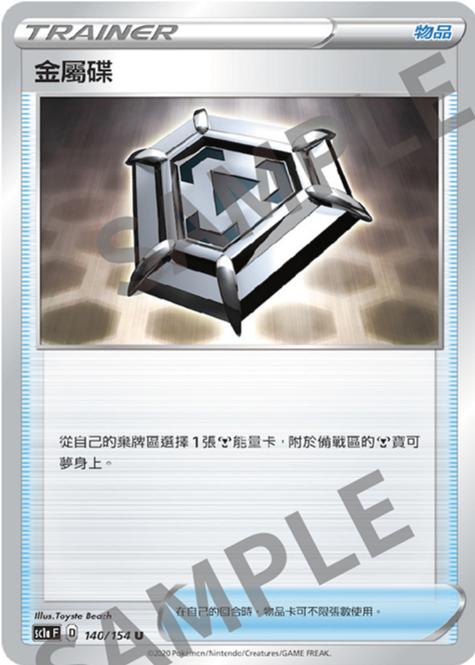 TRAINER
物品
金屬碟
SAMPLE
從自己的棄牌區選擇1張能量卡,附於備戰區的寶可
夢身上。
SAMPLE
Illus.Toyste Beach
sc1a F D 140/154 U
在自己的回合時,物品卡可不限張數使用。
©2020 Pokémon/Nintendo/Creatures/GAME FREAK.